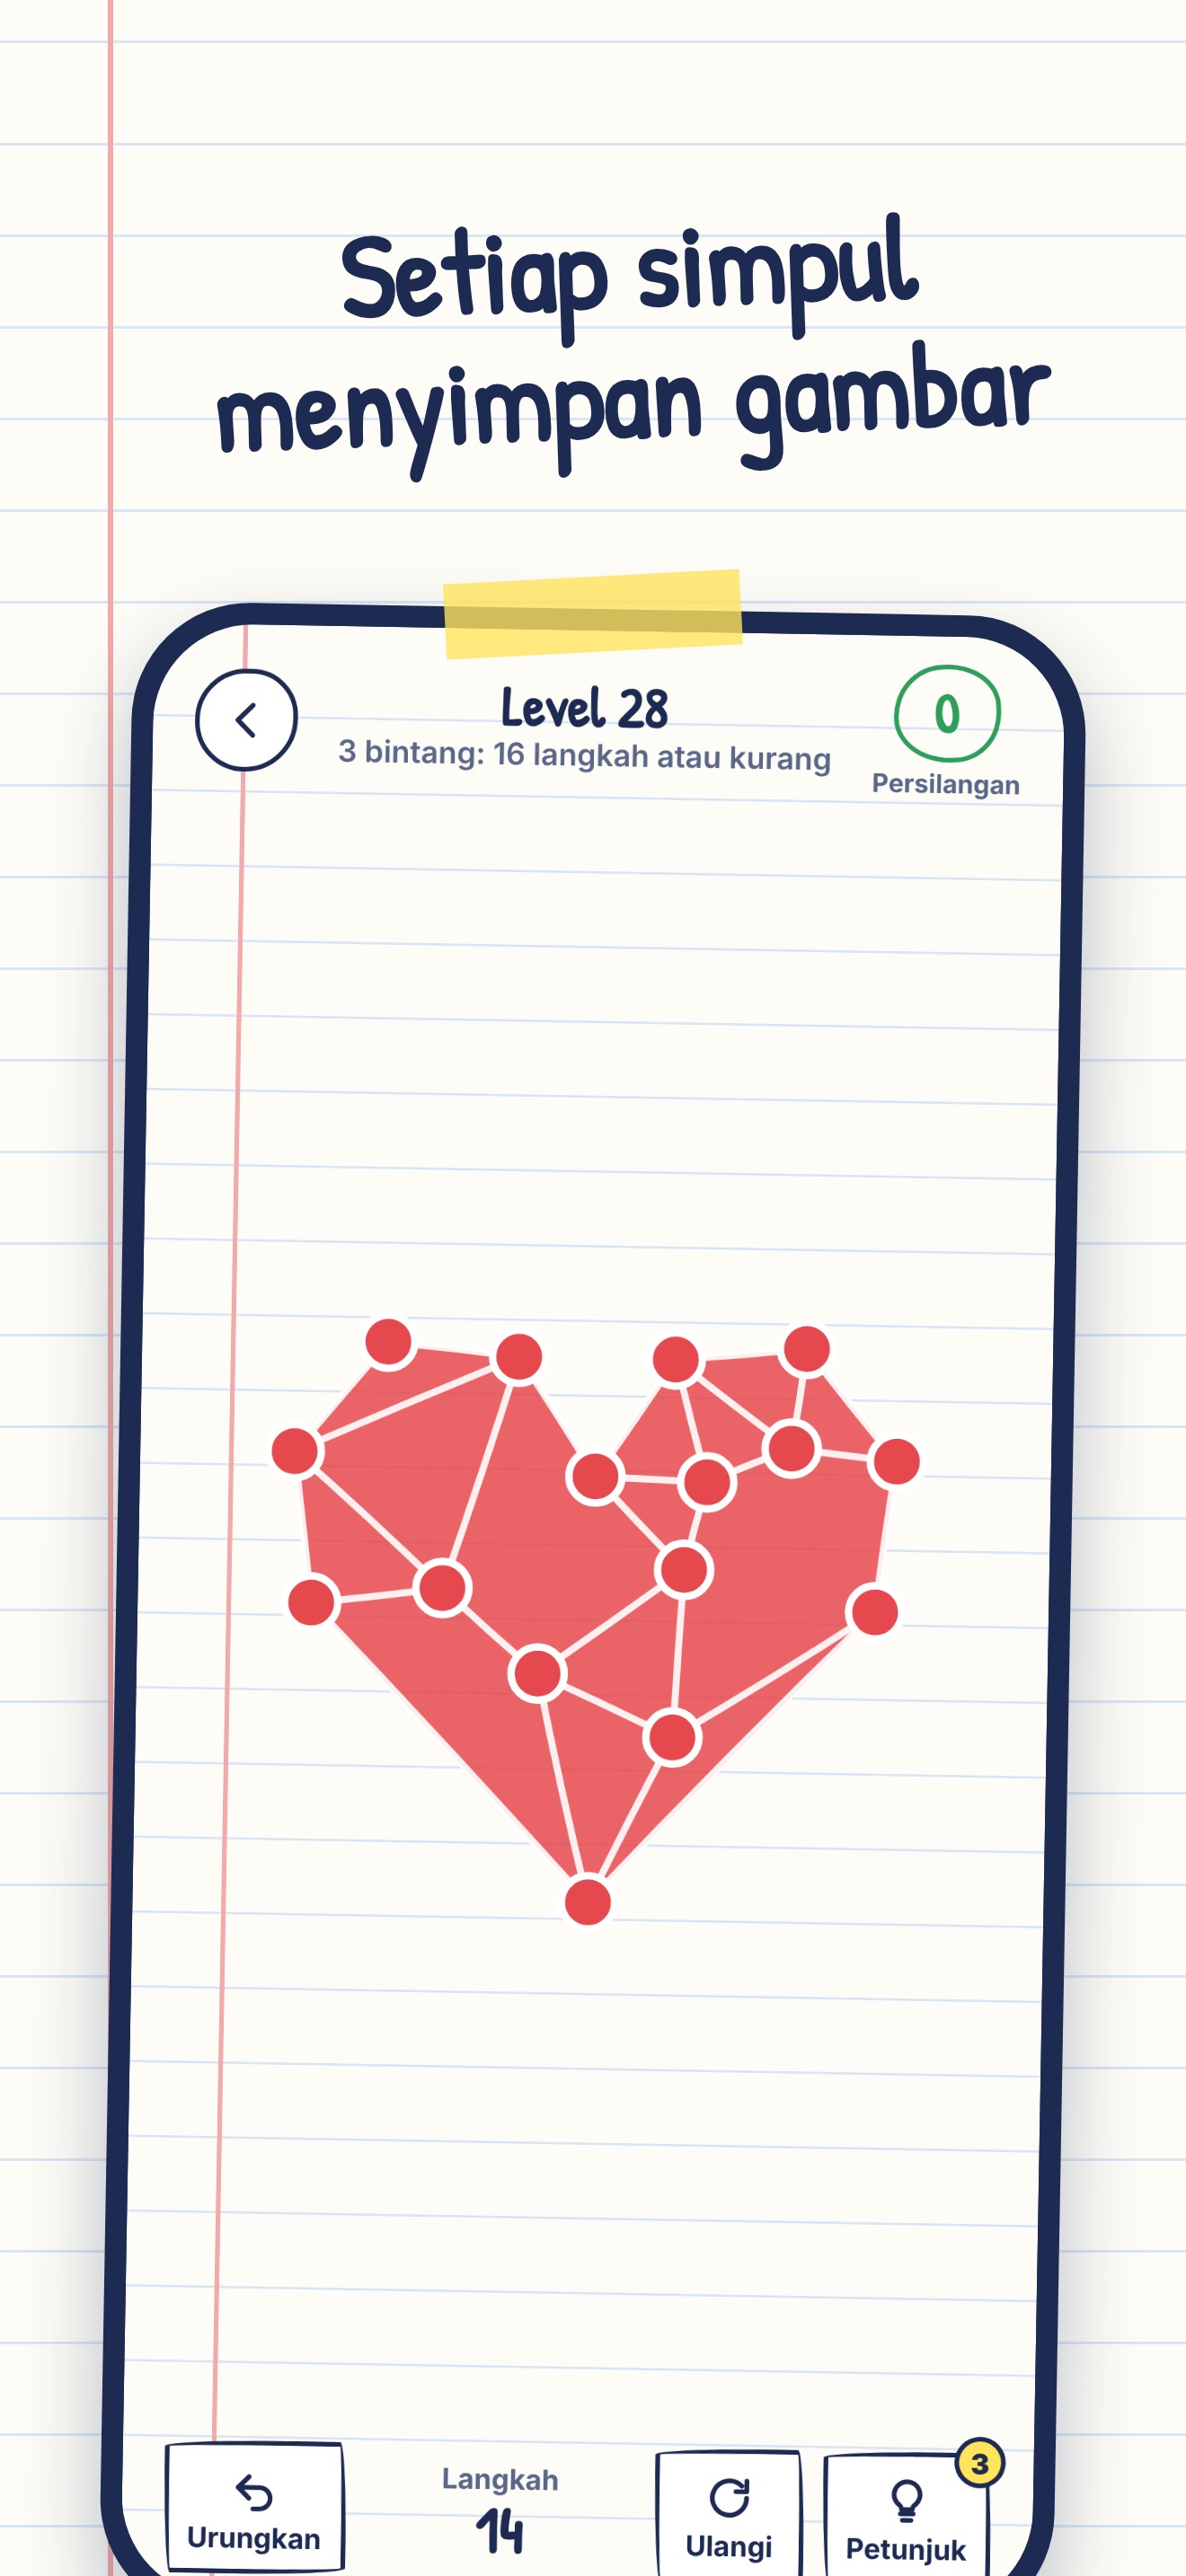 Setiap simpul
menyimpan gambar
Level 28
3 bintang: 16 langkah atau kurang
0
Persilangan
Urungkan
Langkah
14
Ulangi
3
Petunjuk